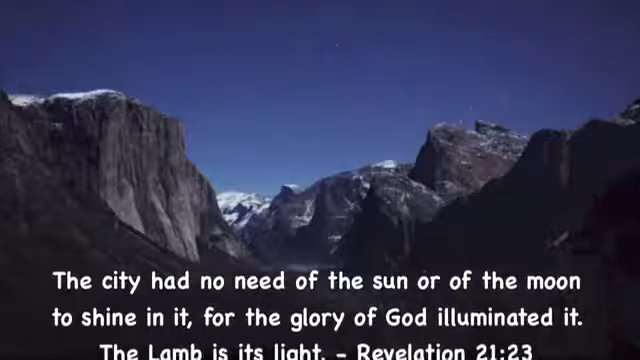 The city had no need of the sun or of the moon
to shine in it, for the glory of God illuminated it.
The Lamb is its light. - Revelation 21:23